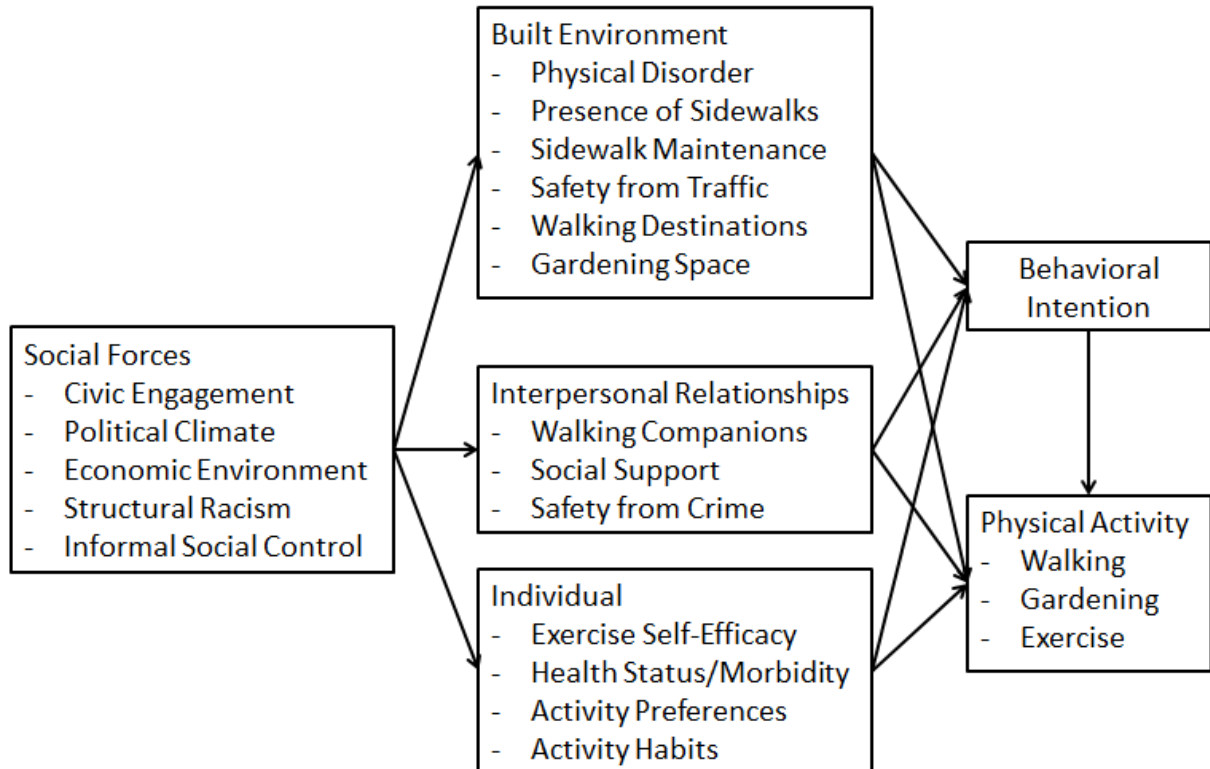 Social Forces
- Civic Engagement
- Political Climate
- Economic Environment
- Structural Racism
- Informal Social Control
Built Environment
- Physical Disorder
- Presence of Sidewalks
- Sidewalk Maintenance
- Safety from Traffic
- Walking Destinations
- Gardening Space
Interpersonal Relationships
- Walking Companions
- Social Support
- Safety from Crime
Individual
- Exercise Self-Efficacy
- Health Status/Morbidity
- Activity Preferences
- Activity Habits
Behavioral
Intention
Physical Activity
- Walking
- Gardening
- Exercise